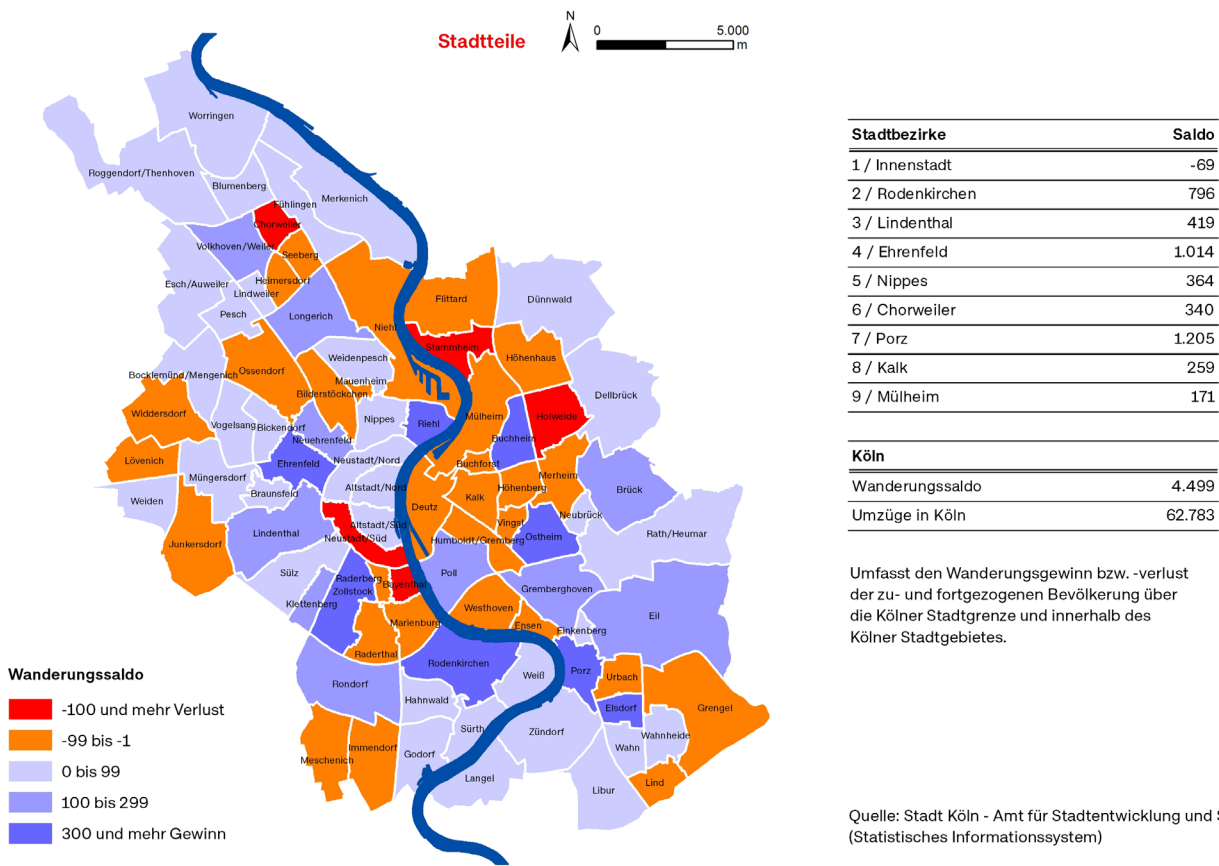 Stadtteile
N
0 5.000
m
Worringen
Roggendorf/Thenhoven
Blumenberg
Merkenich
Fühlingen
Chorweiler
Volkhoven/Weiler
Seeberg
Heimersdorf
Esch/Auweiler
Lindweiler
Pesch
Longerich
Niehl
Flittard
Dünnwald
Stammheim
Höhenhaus
Weidenpesch
Ossendorf
Bocklemünd/Mengenich
Mauenheim
Bilderstöckchen
Dellbrück
Widdersdorf
Vogelsang
Bickendorf
Nippes
Riehl
Mülheim
Holweide
Neuehrenfeld
Buchheim
Lövenich
Ehrenfeld
Neustadt/Nord
Buchforst
Müngersdorf
Merheim
Brück
Weiden
Braunsfeld
Altstadt/Nord
Höhenberg
Kalk
Deutz
Neubrück
Vingst
Altstadt/Süd
Neustadt/Süd
Lindenthal
Humboldt/Gremberg
Ostheim
Rath/Heumar
Junkersdorf
Sülz
Raderberg
Zollstock
Bayenthal
Poll
Gremberghoven
Klettenberg
Westhoven
Eil
Marienburg
Ensen
Finkenberg
Raderthal
Rodenkirchen
Weiß
Porz
Urbach
Rondorf
Hahnwald
Elsdorf
Grengel
Sürth
Zündorf
Wahnheide
Immendorf
Wahn
Meschenich
Godorf
Langel
Libur
Lind
Wanderungssaldo
-100 und mehr Verlust
-99 bis -1
0 bis 99
100 bis 299
300 und mehr Gewinn
Stadtbezirke Saldo
1 / Innenstadt -69
2 / Rodenkirchen 796
3 / Lindenthal 419
4 / Ehrenfeld 1.014
5 / Nippes 364
6 / Chorweiler 340
7 / Porz 1.205
8 / Kalk 259
9 / Mülheim 171
Köln
Wanderungssaldo 4.499
Umzüge in Köln 62.783
Umfasst den Wanderungsgewinn bzw. -verlust
der zu- und fortgezogenen Bevölkerung über
die Kölner Stadtgrenze und innerhalb des
Kölner Stadtgebietes.
Quelle: Stadt Köln - Amt für Stadtentwicklung und
(Statistisches Informationssystem)